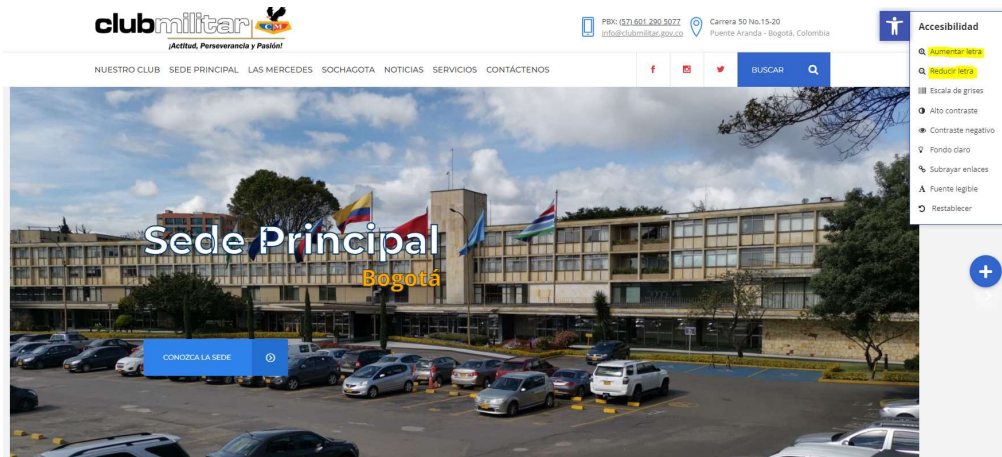 clubmilitar
CM
¡Actitud, Perseverancia y Pasión!
PBX: (57) 601 290 5077
info@clubmilitar.gov.co
Carrera 50 No.15-20
Puente Aranda - Bogotá, Colombia
NUESTRO CLUB SEDE PRINCIPAL LAS MERCEDES SOCHAGOTA NOTICIAS SERVICIOS CONTÁCTENOS
BUSCAR
Accesibilidad
Aumentar letra
Reducir letra
Escala de grises
Alto contraste
Contraste negativo
Fondo claro
Subrayar enlaces
Fuente legible
Restablecer
Sede Principal
Bogotá
CONOZCA LA SEDE